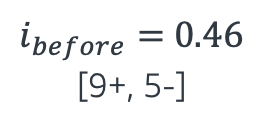 i_before = 0.46
[9+, 5-]